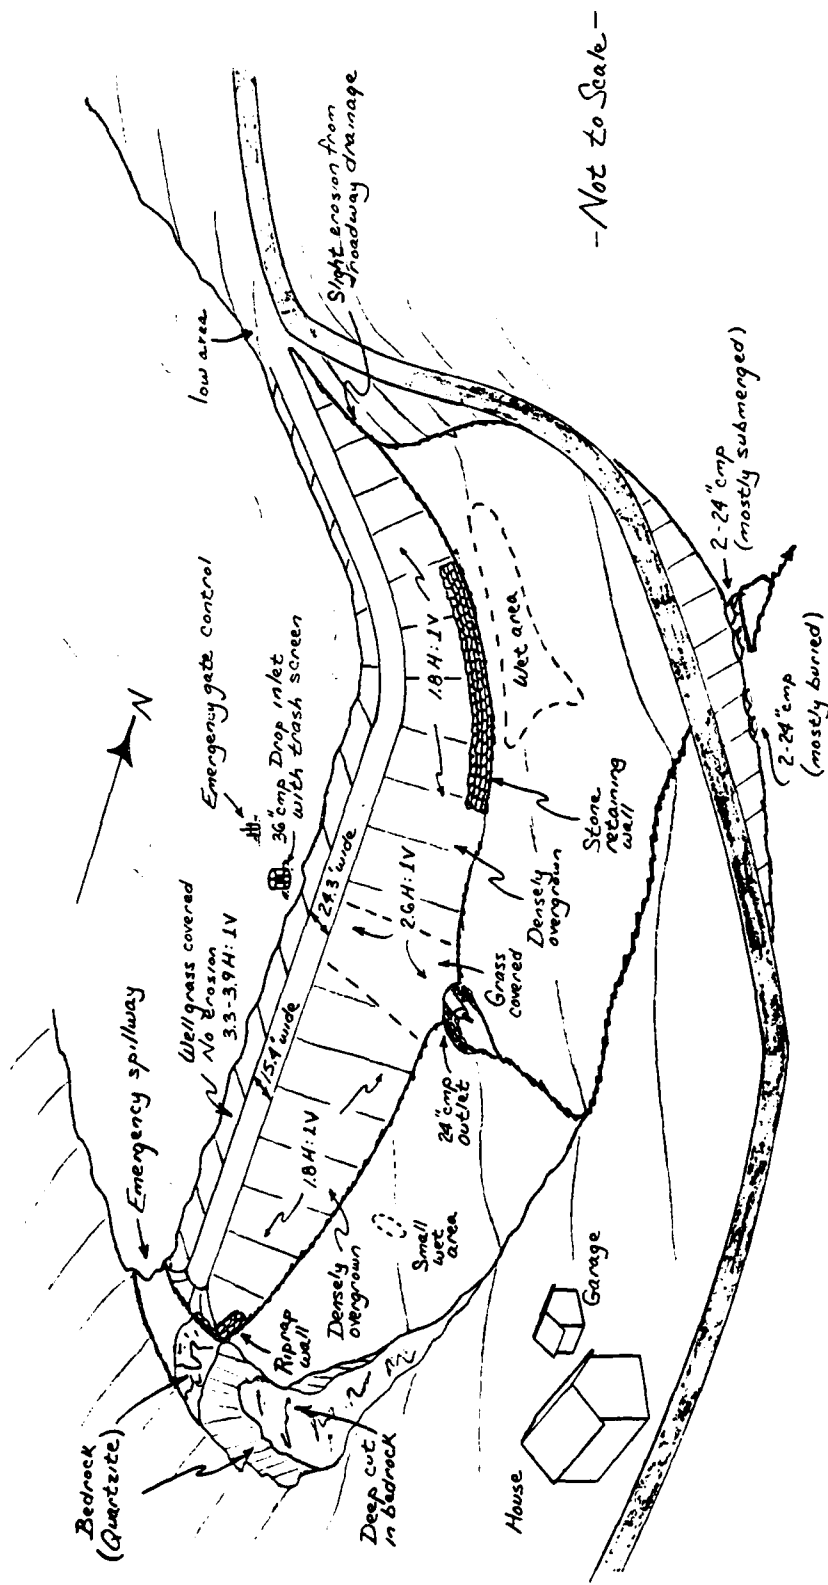 Bedrock
(Quartzite)
Emergency spillway
Well grass covered
No erosion
3.3-3.9H:1V
Emergency gate control
36"cmp Drop inlet
with trash screen
N
low area
Slight erosion from
roadway drainage
15.4' wide
24.3' wide
1.8H:1V
2.6H:1V
1.8H:1V
Deep cut
in bedrock
Riprap
wall
Densely
overgrown
Small
wet
area
24"cmp
Outlet
Grass
covered
Densely
overgrown
Stone
retaining
wall
Wet area
House
Garage
2-24"cmp
(mostly buried)
2-24"cmp
(mostly submerged)
-Not to Scale-